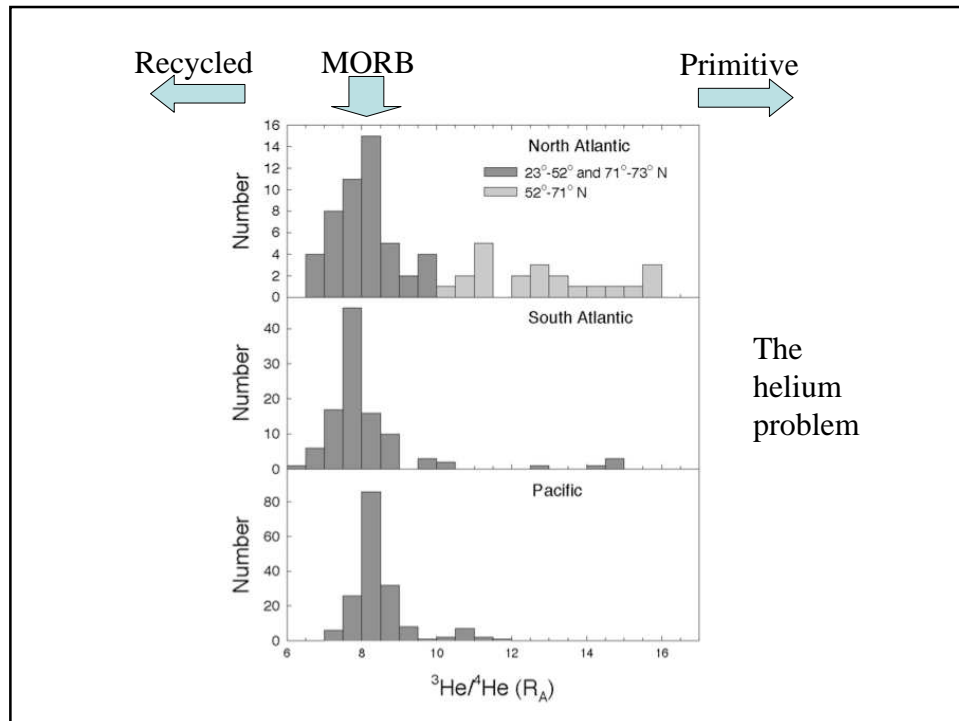 Recycled MORB Primitive
16
14
12
10
8
6
4
2
0
Number
North Atlantic
23°-52° and 71°-73° N
52°-71° N
40
30
20
10
0
Number
South Atlantic
80
60
40
20
0
Number
Pacific
6 8 10 12 14 16
³He/⁴He (R_A)
The
helium
problem